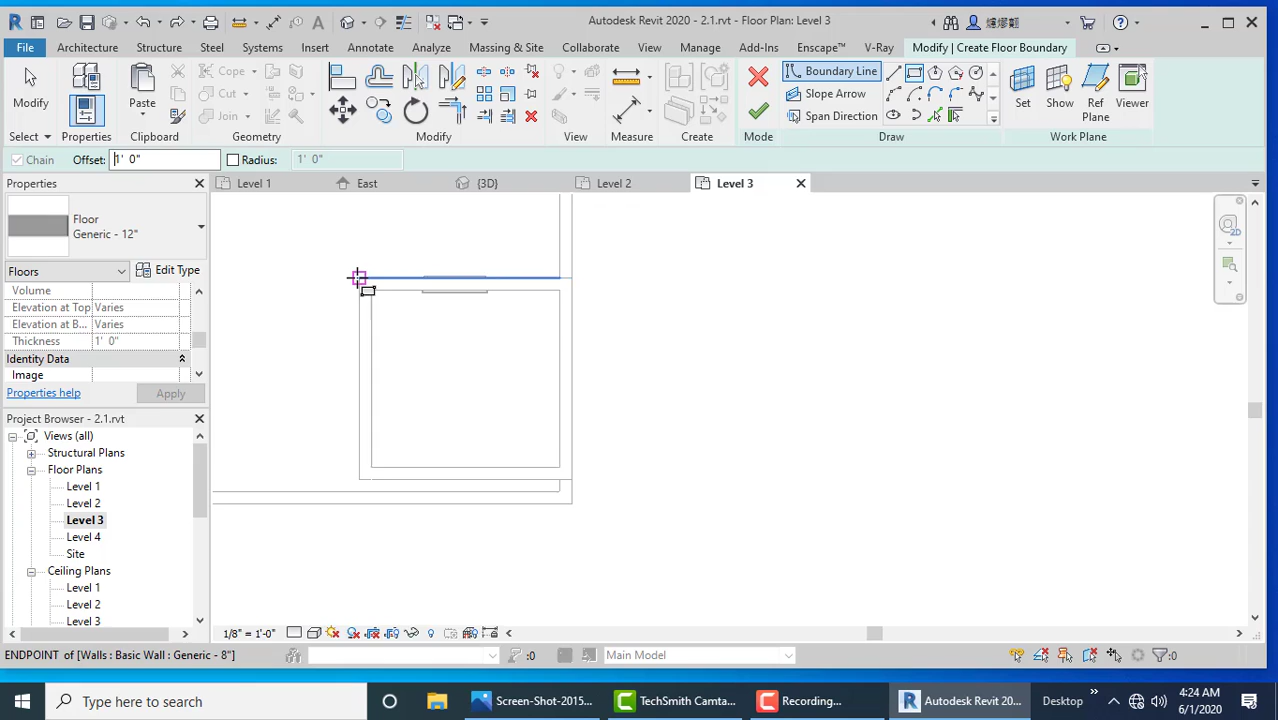 Autodesk Revit 2020 - 2.1.rvt - Floor Plan: Level 3
File Architecture Structure Steel Systems Insert Annotate Analyze Massing & Site Collaborate View Manage Add-Ins Enscape™ V-Ray Modify | Create Floor Boundary
Cope
Cut
Join
Modify
Properties
Paste
Boundary Line
Slope Arrow
Span Direction
Set Show Ref Plane Viewer
Select Properties Clipboard Geometry Modify View Measure Create Mode Draw Work Plane
Chain Offset: 1' 0" Radius: 1' 0"
Properties
Level 1 East {3D} Level 2 Level 3
Floor
Generic - 12"
Floors Edit Type
Volume
Elevation at Top Varies
Elevation at B... Varies
Thickness 1' 0"
Identity Data
Image
Properties help Apply
Project Browser - 2.1.rvt
Views (all)
Structural Plans
Floor Plans
Level 1
Level 2
Level 3
Level 4
Site
Ceiling Plans
Level 1
Level 2
Level 3
2D
1/8" = 1'-0"
ENDPOINT of [Walls : Basic Wall : Generic - 8"] :0 Main Model :0
Type here to search Screen-Shot-2015... TechSmith Camta... Recording... Autodesk Revit 2020... Desktop 4:24 AM
6/1/2020